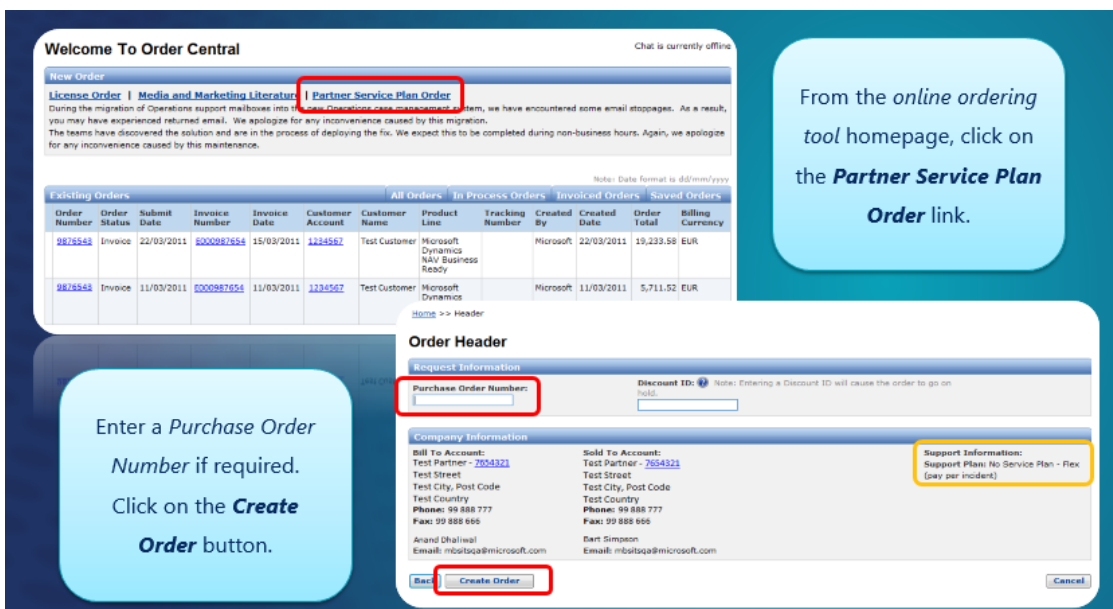 Welcome To Order Central
Chat is currently offline
New Order
License Order | Media and Marketing Literature | Partner Service Plan Order
During the migration of Operations support mailboxes into the new Operations case management system, we have encountered some email stoppages. As a result,
you may have experienced returned email. We apologize for any inconvenience caused by this migration.
The teams have discovered the solution and are in the process of deploying the fix. We expect this to be completed during non-business hours. Again, we apologize
for any inconvenience caused by this maintenance.
Note: Date format is dd/mm/yyyy
Existing Orders All Orders In Process Orders Invoiced Orders Saved Orders
Order Number Order Status Submit Date Invoice Number Invoice Date Customer Account Customer Name Product Line Tracking Number Created By Created Date Order Total Billing Currency
9876543 Invoice 22/03/2011 E000987654 15/03/2011 1234567 Test Customer Microsoft Dynamics NAV Business Ready Microsoft 22/03/2011 19,233.58 EUR
9876543 Invoice 11/03/2011 E000987654 11/03/2011 1234567 Test Customer Microsoft Dynamics Microsoft 11/03/2011 5,711.52 EUR
From the online ordering
tool homepage, click on
the Partner Service Plan
Order link.
Enter a Purchase Order
Number if required.
Click on the Create
Order button.
Home >> Header
Order Header
Request Information
Purchase Order Number:
Discount ID: Note: Entering a Discount ID will cause the order to go on
hold.
Company Information
Bill To Account:
Test Partner - 7654321
Test Street
Test City, Post Code
Test Country
Phone: 99 888 777
Fax: 99 888 666
Anand Dhaliwal
Email: mbsitsqa@microsoft.com
Sold To Account:
Test Partner - 7654321
Test Street
Test City, Post Code
Test Country
Phone: 99 888 777
Fax: 99 888 666
Bart Simpson
Email: mbsitsqa@microsoft.com
Support Information:
Support Plan: No Service Plan - Flex
(pay per incident)
Back Create Order Cancel